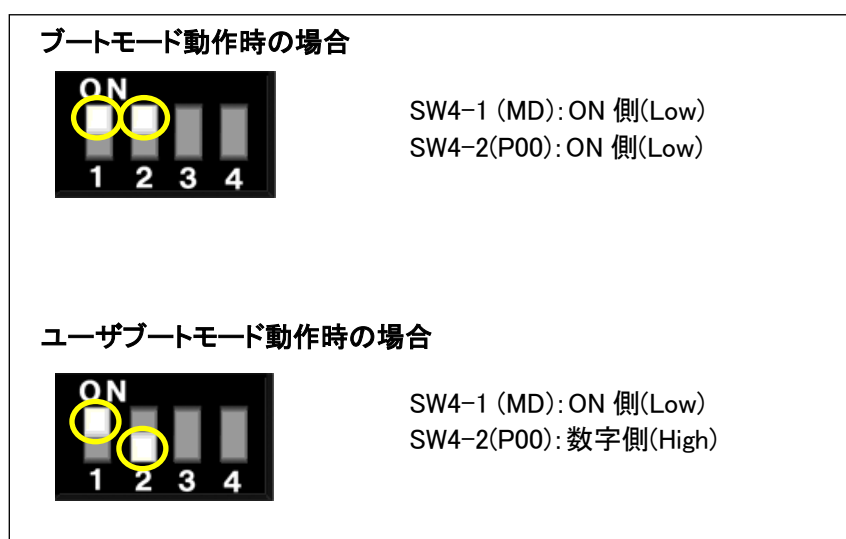 ブートモード動作時の場合
ON
1 2 3 4
SW4-1 (MD):ON 側(Low)
SW4-2(P00):ON 側(Low)
ユーザブートモード動作時の場合
ON
1 2 3 4
SW4-1 (MD):ON 側(Low)
SW4-2(P00):数字側(High)